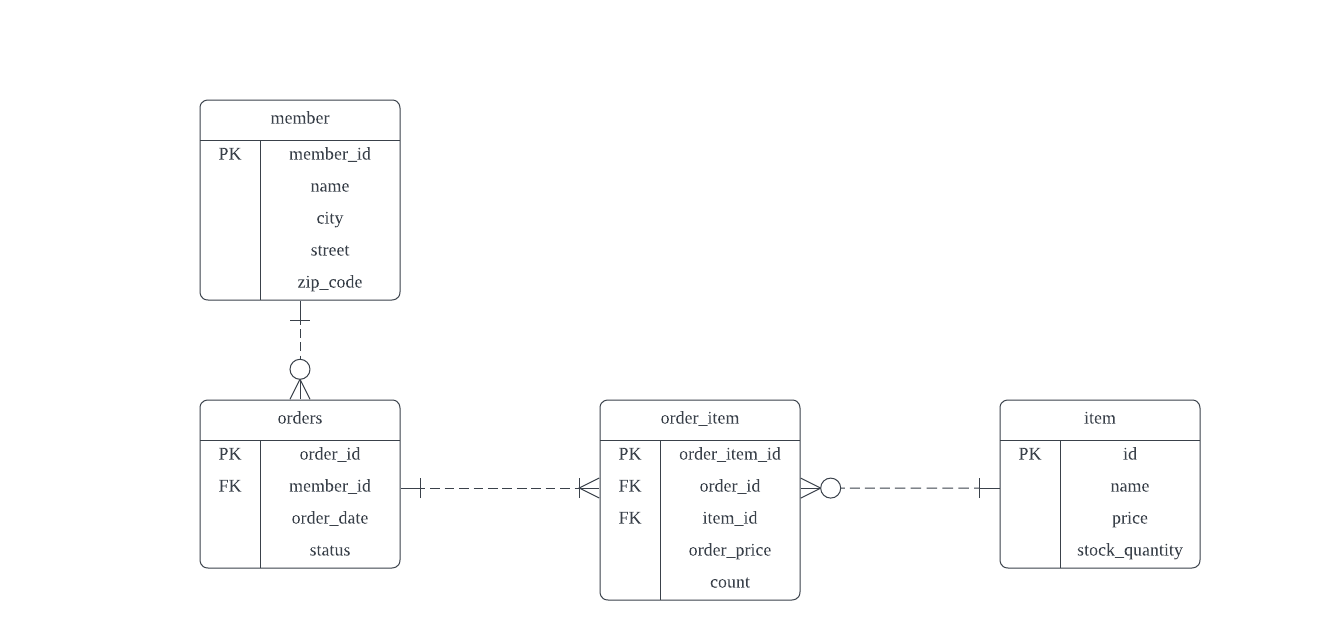 member
PK member_id
name
city
street
zip_code
orders
PK order_id
FK member_id
order_date
status
order_item
PK order_item_id
FK order_id
FK item_id
order_price
count
item
PK id
name
price
stock_quantity